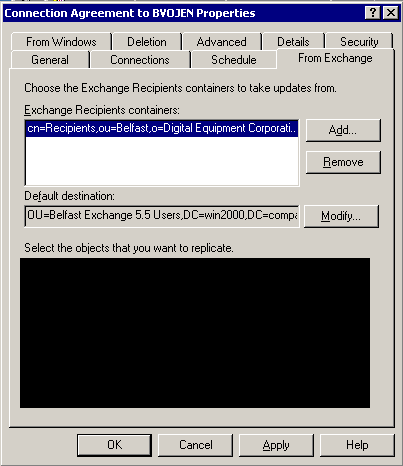 Connection Agreement to BVOJEN Properties
From Windows Deletion Advanced Details Security
General Connections Schedule From Exchange
Choose the Exchange Recipients containers to take updates from.
Exchange Recipients containers:
cn=Recipients,ou=Belfast,o=Digital Equipment Corporati..
Add...
Remove
Default destination:
OU=Belfast Exchange 5.5 Users,DC=win2000,DC=compa
Modify...
Select the objects that you want to replicate.
OK Cancel Apply Help